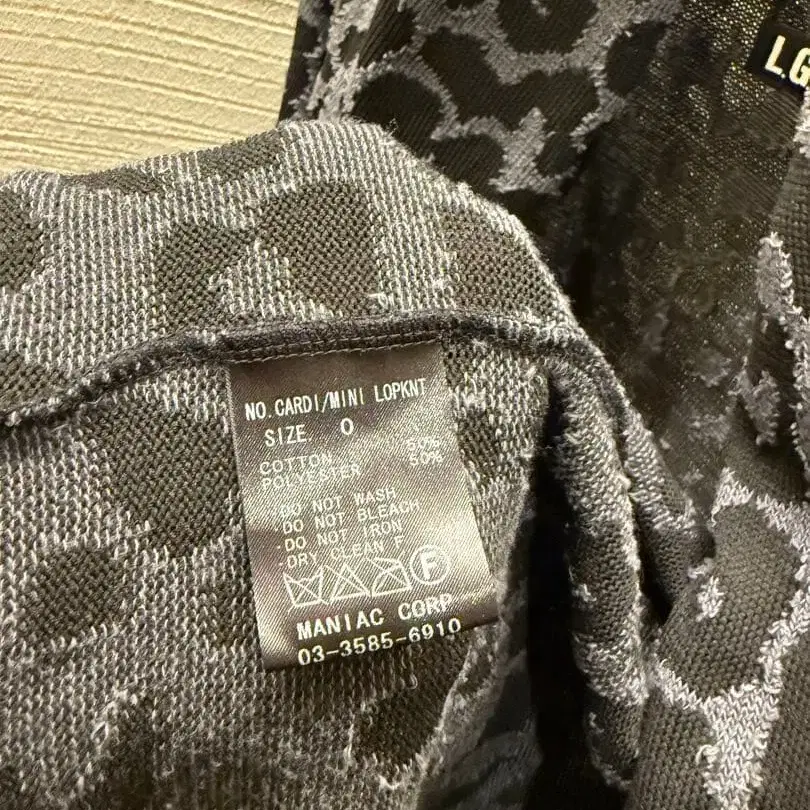 L.G
NO.CARDI/MINI LOPKNT
SIZE. 0
COTTON 50%
POLYESTER 50%
·DO NOT WASH
·DO NOT BLEACH
·DO NOT IRON
·DRY CLEAN F
F
MANIAC CORP
03-3585-6910